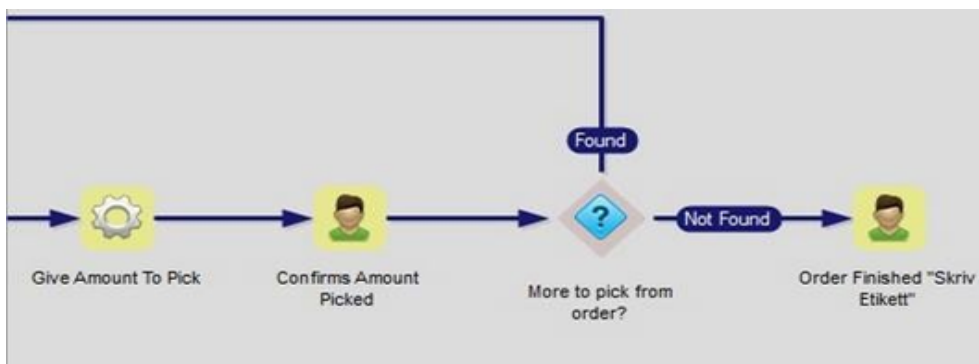 Found
Not Found
Give Amount To Pick
Confirms Amount
Picked
More to pick from
order?
Order Finished "Skriv
Etikett"